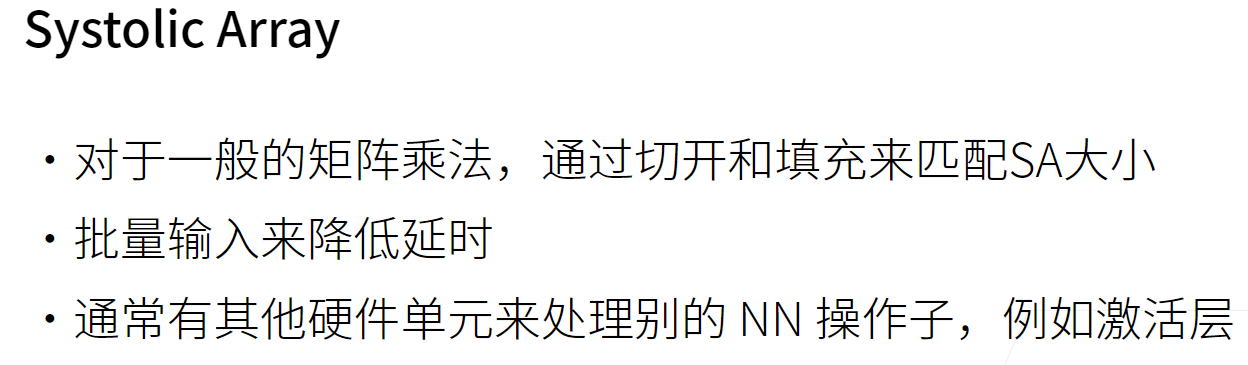 Systolic Array
• 对于一般的矩阵乘法，通过切开和填充来匹配SA大小
• 批量输入来降低延时
• 通常有其他硬件单元来处理别的 NN 操作子，例如激活层